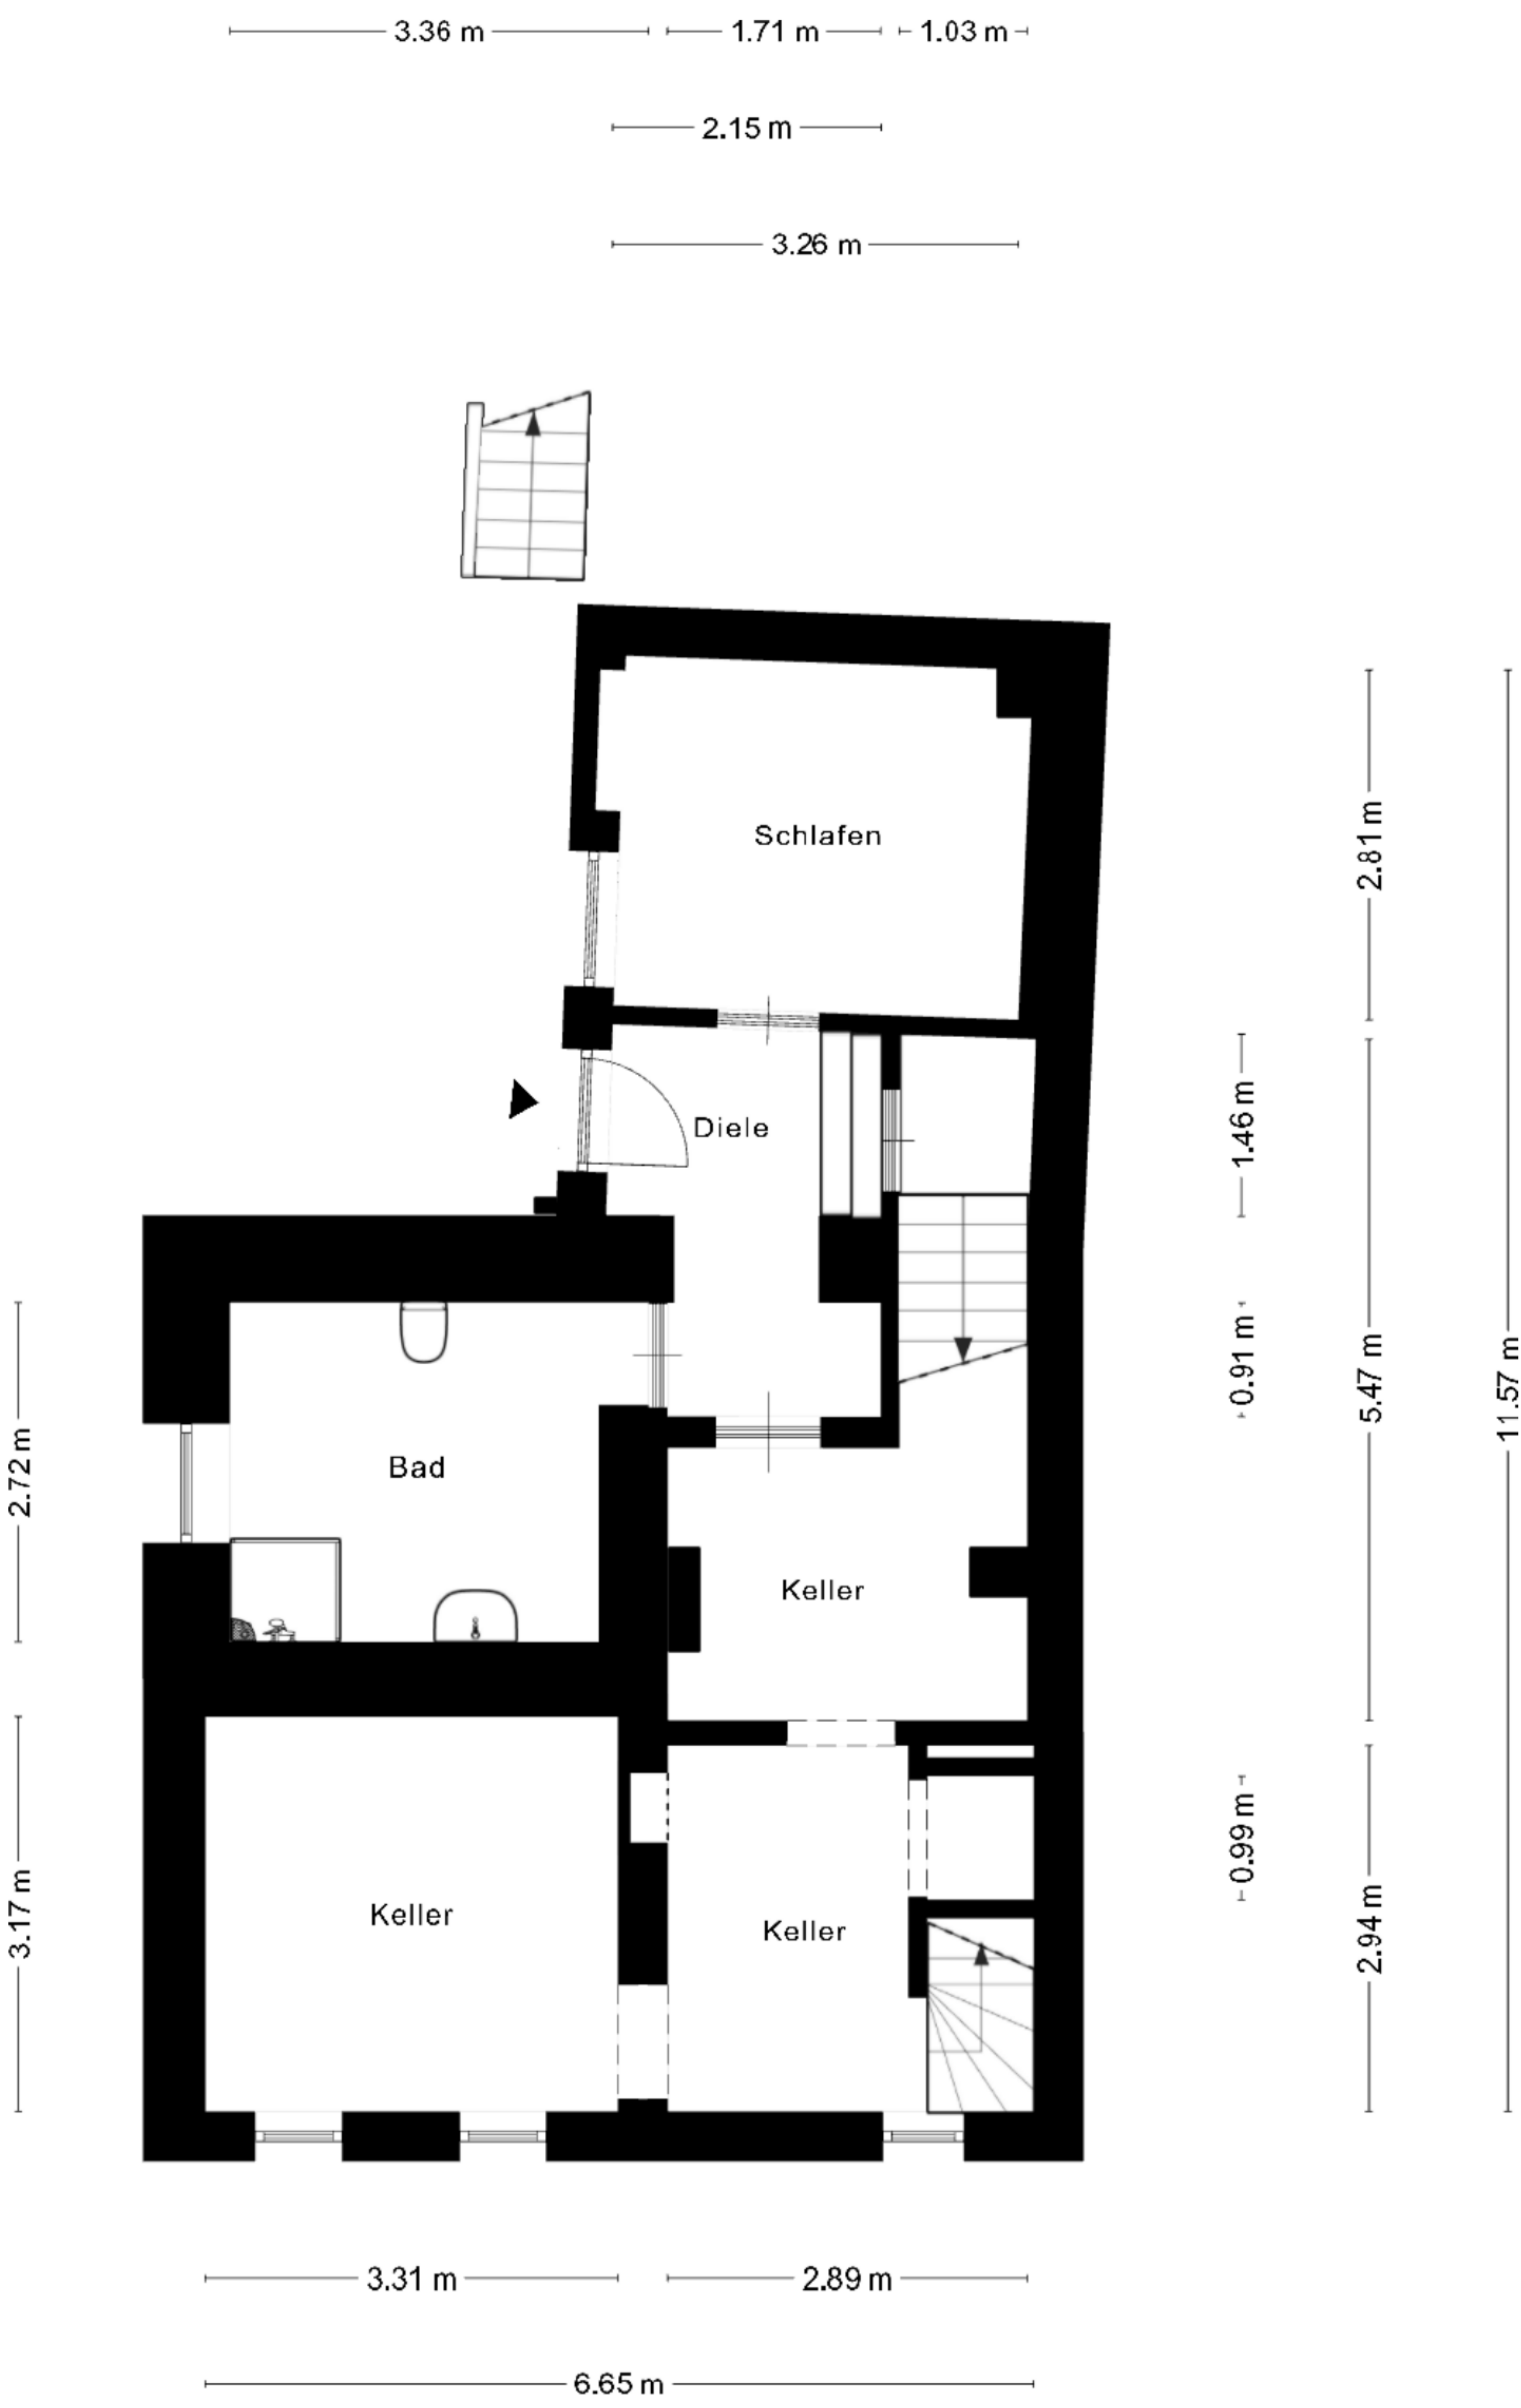 3.36 m
1.71 m
1.03 m
2.15 m
3.26 m
Schlafen
2.81 m
Diele
1.46 m
0.91 m
5.47 m
11.57 m
2.72 m
Bad
Keller
0.99 m
3.17 m
Keller
Keller
2.94 m
3.31 m
2.89 m
6.65 m